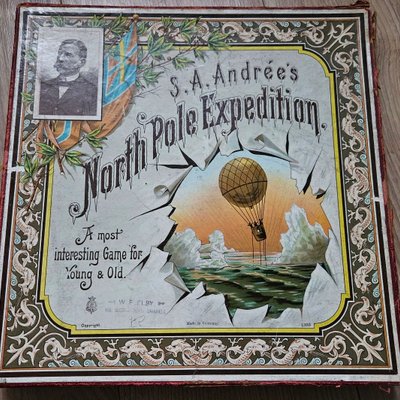 S. A. Andrée's
North Pole Expedition.
A most
interesting Game for
Young & Old.
Copyright.
Made in Germany